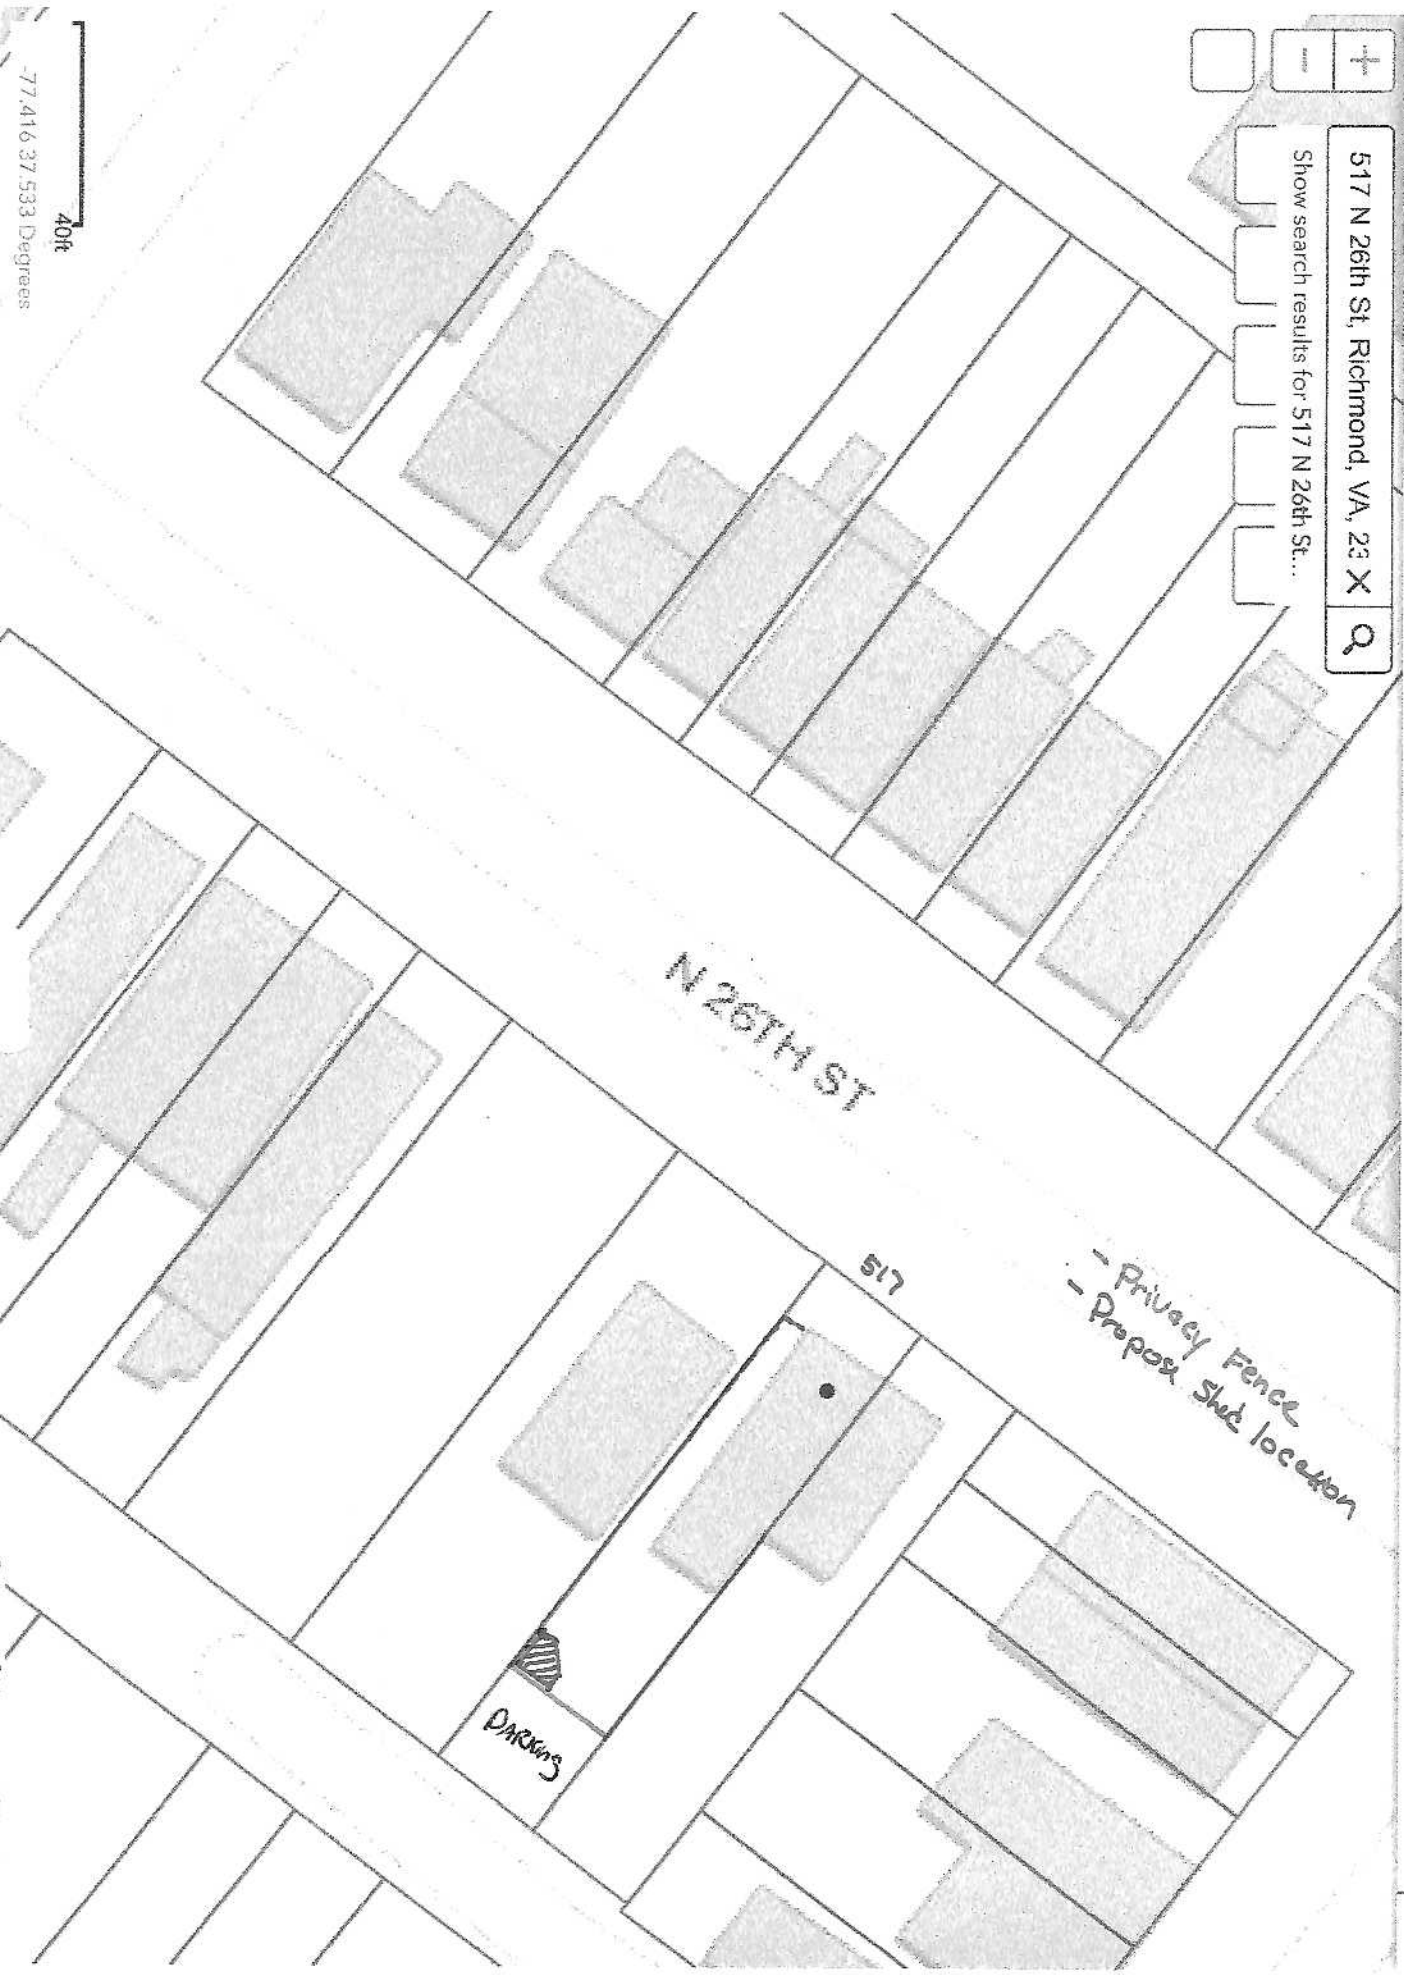 517 N 26th St, Richmond, VA, 23 X
Show search results for 517 N 26th St...
40ft
-77.416 37.533 Degrees
N 26TH ST
517
- Privacy Fence
- Propose Shed location
PARKing